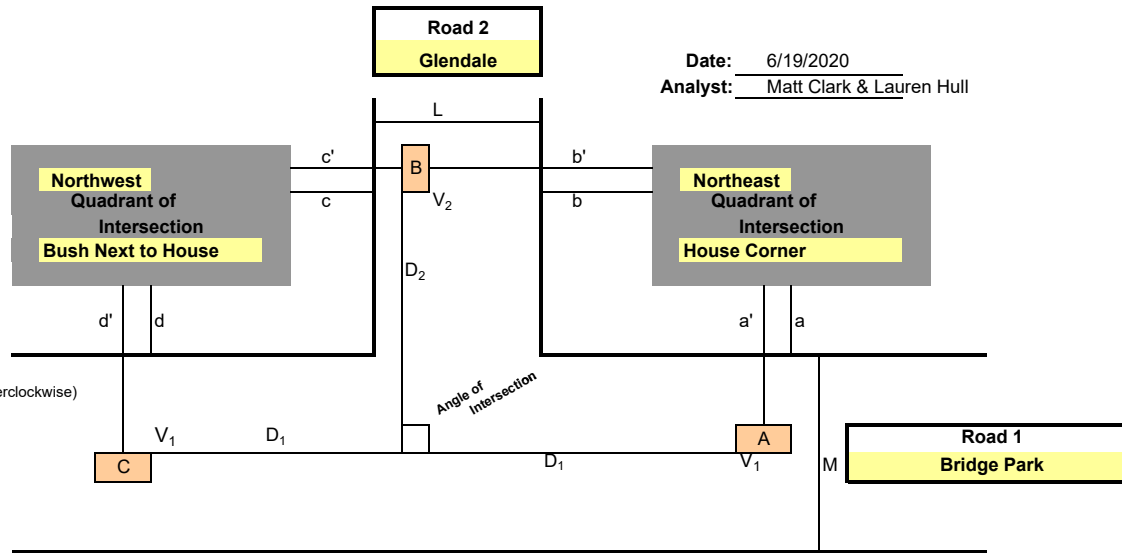 Road 2
Glendale
Date: 6/19/2020
Analyst: Matt Clark & Lauren Hull
L
c' B b'
Northwest
Quadrant of
Intersection
Bush Next to House
c V2 b
Northeast
Quadrant of
Intersection
House Corner
D2
d' d a' a
erclockwise)
Angle of
Intersection
V1 D1
C
D1 V1
A
M
Road 1
Bridge Park